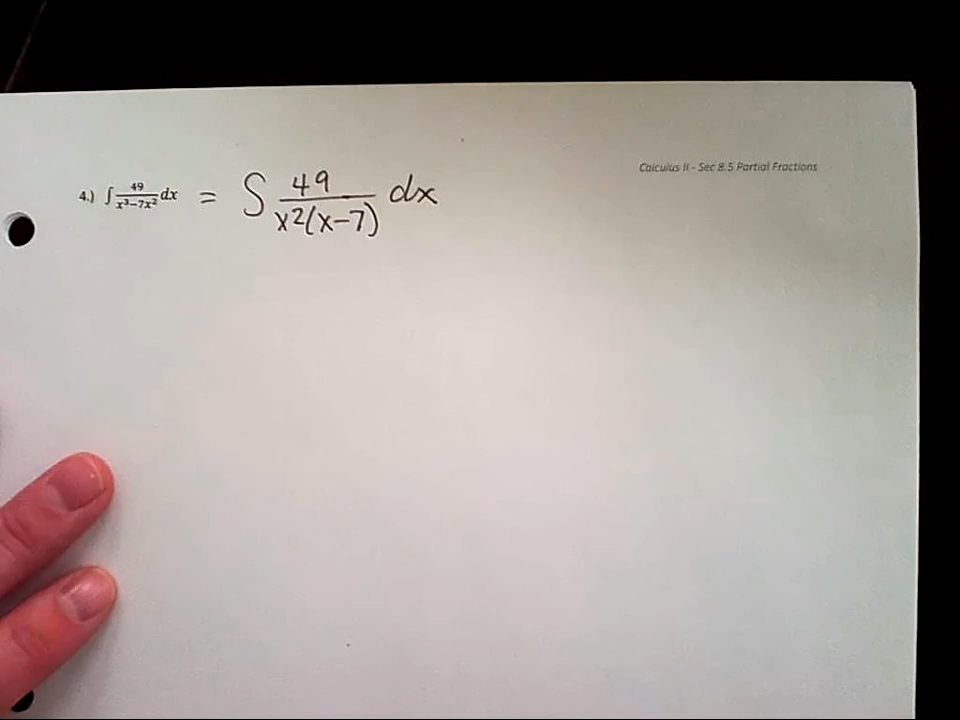 Calculus II - Sec 8.5 Partial Fractions
4.) ∫ 49/(x³−7x²) dx = ∫ 49/(x²(x−7)) dx